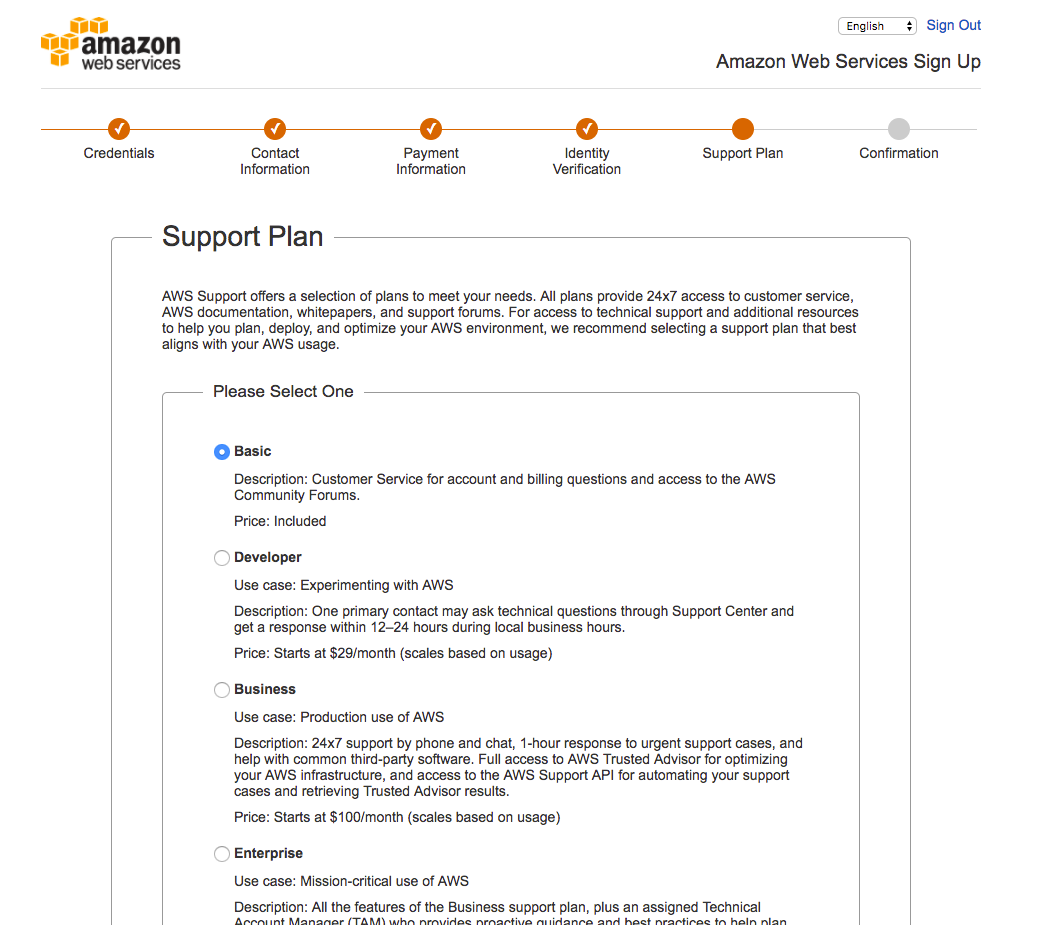 amazon
web services
English
Sign Out
Amazon Web Services Sign Up
Credentials
Contact
Information
Payment
Information
Identity
Verification
Support Plan
Confirmation
Support Plan
AWS Support offers a selection of plans to meet your needs. All plans provide 24x7 access to customer service,
AWS documentation, whitepapers, and support forums. For access to technical support and additional resources
to help you plan, deploy, and optimize your AWS environment, we recommend selecting a support plan that best
aligns with your AWS usage.
Please Select One
Basic
Description: Customer Service for account and billing questions and access to the AWS
Community Forums.
Price: Included
Developer
Use case: Experimenting with AWS
Description: One primary contact may ask technical questions through Support Center and
get a response within 12–24 hours during local business hours.
Price: Starts at $29/month (scales based on usage)
Business
Use case: Production use of AWS
Description: 24x7 support by phone and chat, 1-hour response to urgent support cases, and
help with common third-party software. Full access to AWS Trusted Advisor for optimizing
your AWS infrastructure, and access to the AWS Support API for automating your support
cases and retrieving Trusted Advisor results.
Price: Starts at $100/month (scales based on usage)
Enterprise
Use case: Mission-critical use of AWS
Description: All the features of the Business support plan, plus an assigned Technical
Account Manager (TAM) who provides proactive guidance and best practices to help plan